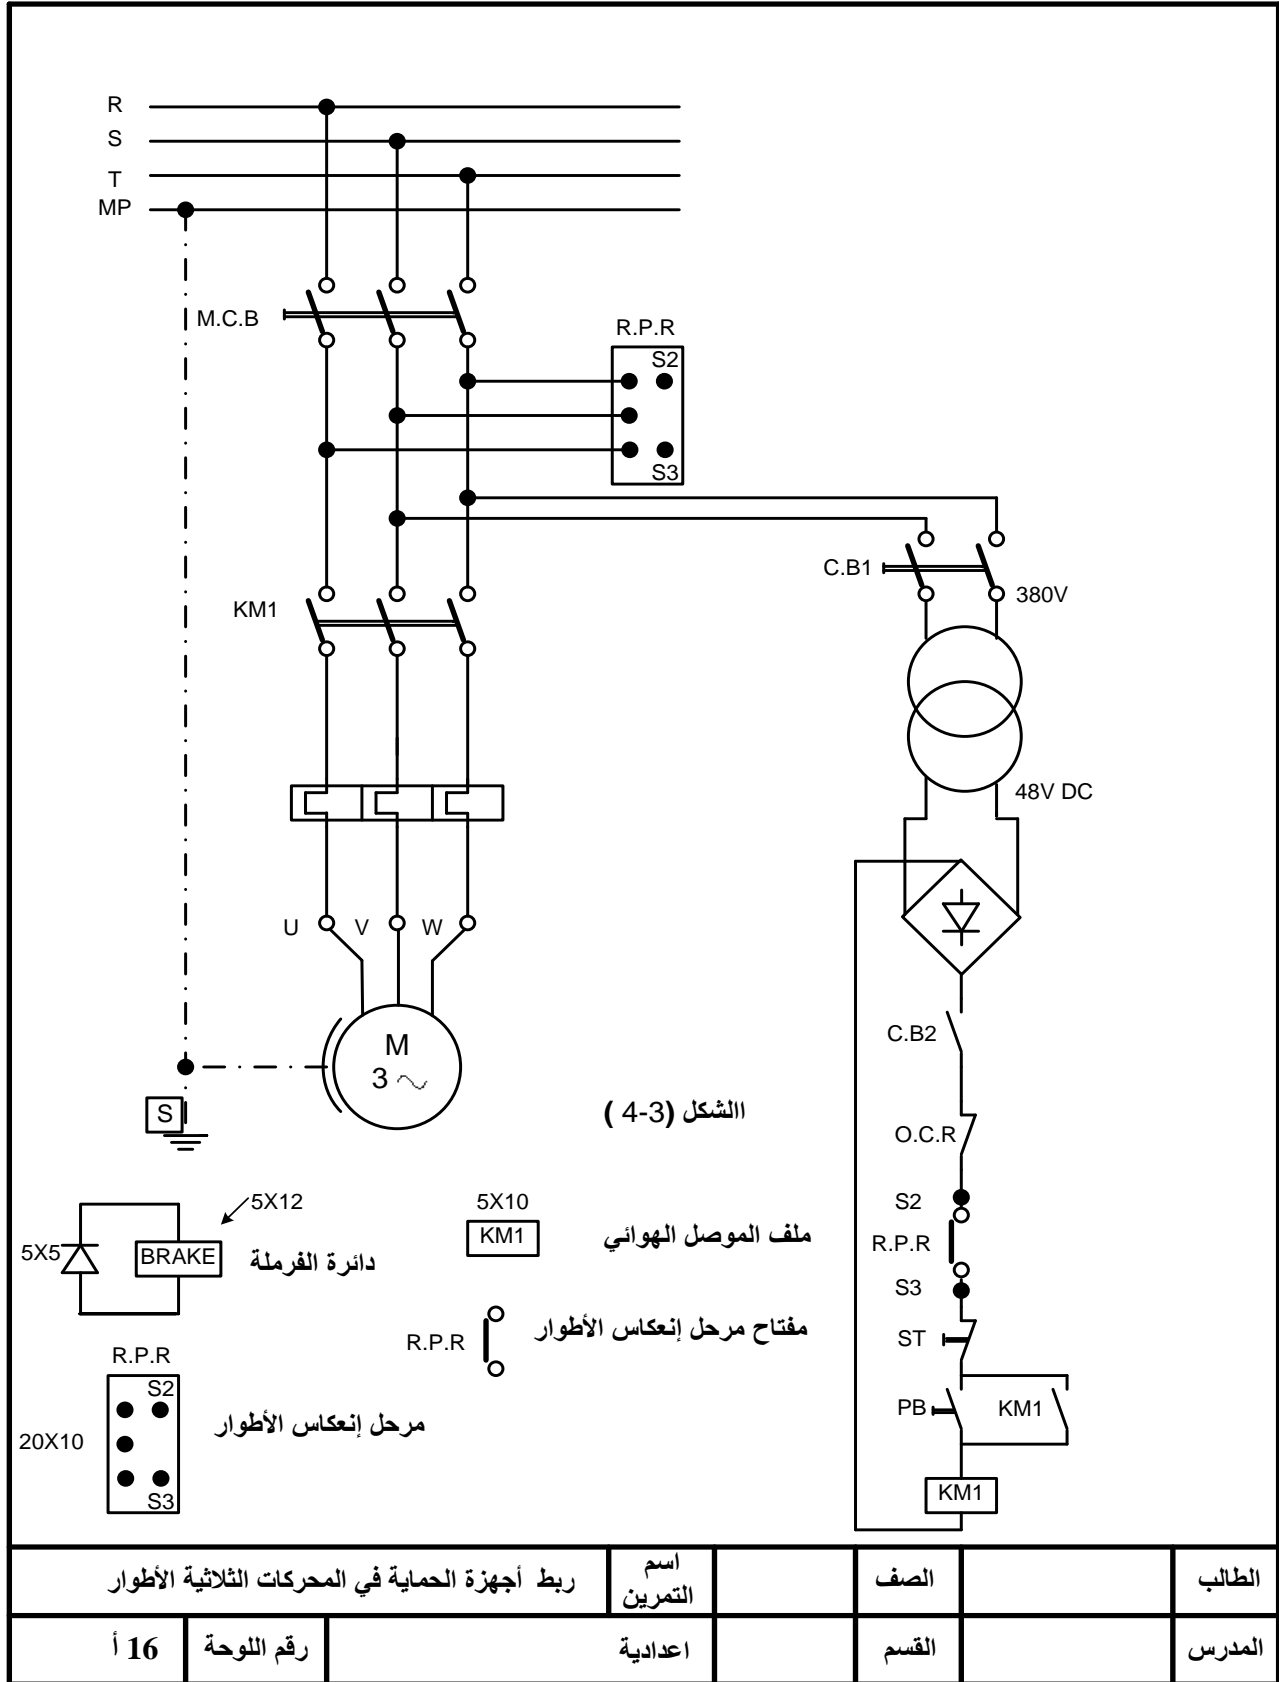 R
S
T
MP
M.C.B
R.P.R
S2
S3
C.B1
380V
KM1
48V DC
U V W
M
3
C.B2
S
االشكل (3-4 )
O.C.R
S2
R.P.R
S3
ST
PB KM1
KM1
5X12
5X5 BRAKE
دائرة الفرملة
5X10
KM1
ملف الموصل الهوائي
R.P.R
مفتاح مرحل إنعكاس الأطوار
R.P.R
S2
20X10
S3
مرحل إنعكاس الأطوار
الطالب الصف اسم التمرين ربط أجهزة الحماية في المحركات الثلاثية الأطوار
المدرس القسم اعدادية رقم اللوحة 16 أ